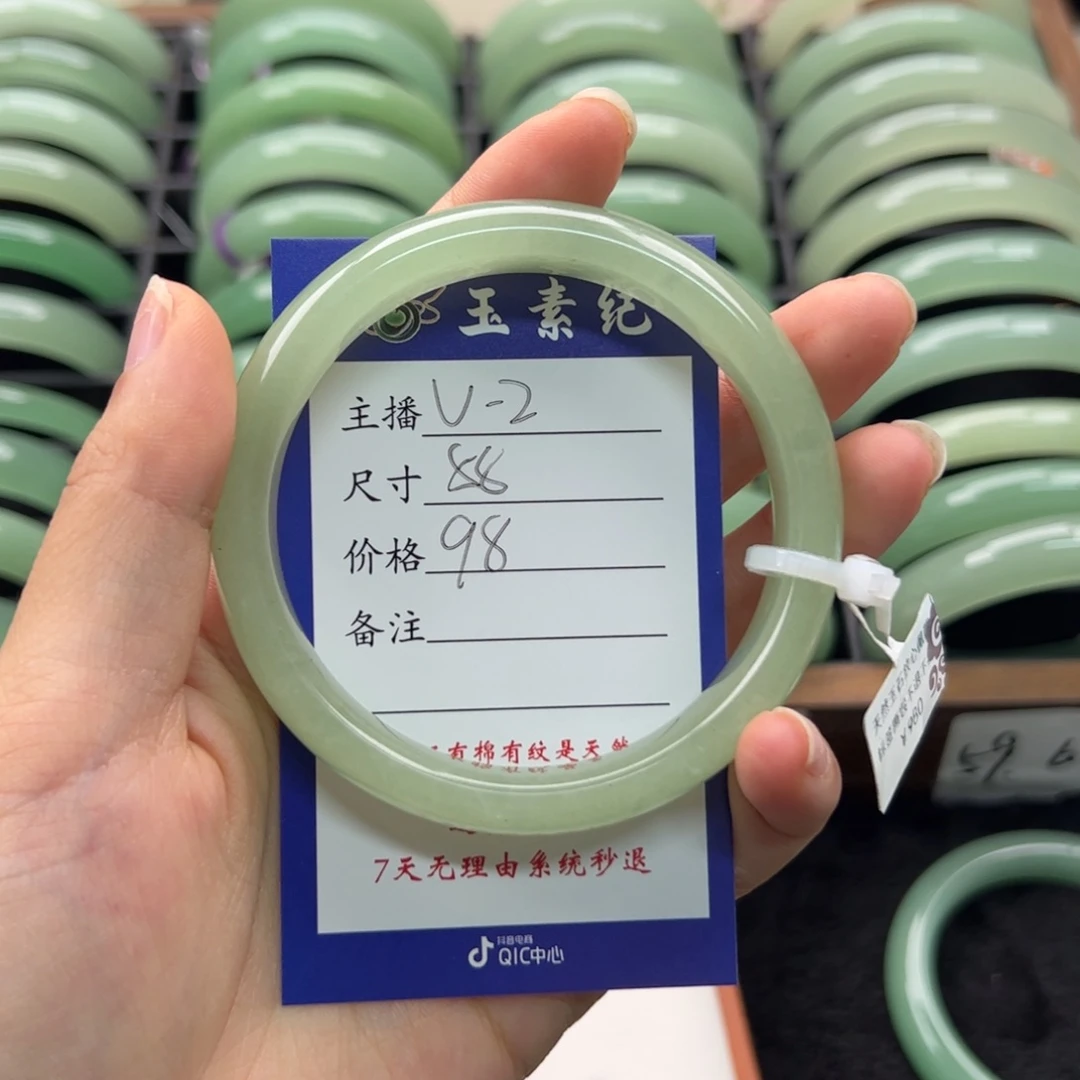 玉素纪
主播 V-2
尺寸 58
价格 98
备注
有棉有纹是天然
7天无理由系统秒退
抖音电商
QIC中心
59